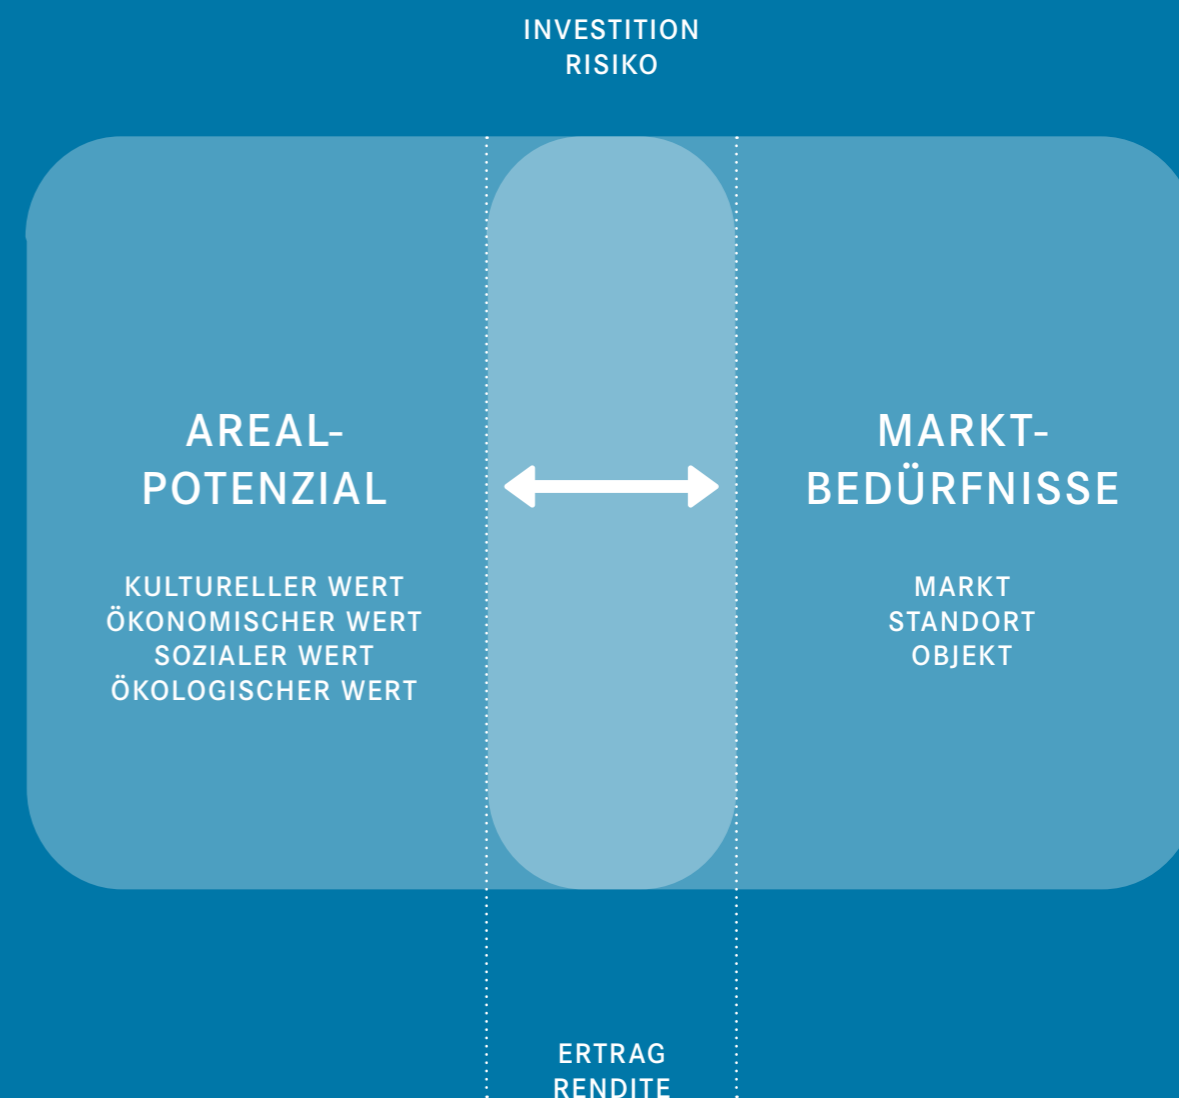 INVESTITION
RISIKO
AREAL-
POTENZIAL
KULTURELLER WERT
ÖKONOMISCHER WERT
SOZIALER WERT
ÖKOLOGISCHER WERT
MARKT-
BEDÜRFNISSE
MARKT
STANDORT
OBJEKT
ERTRAG
RENDITE